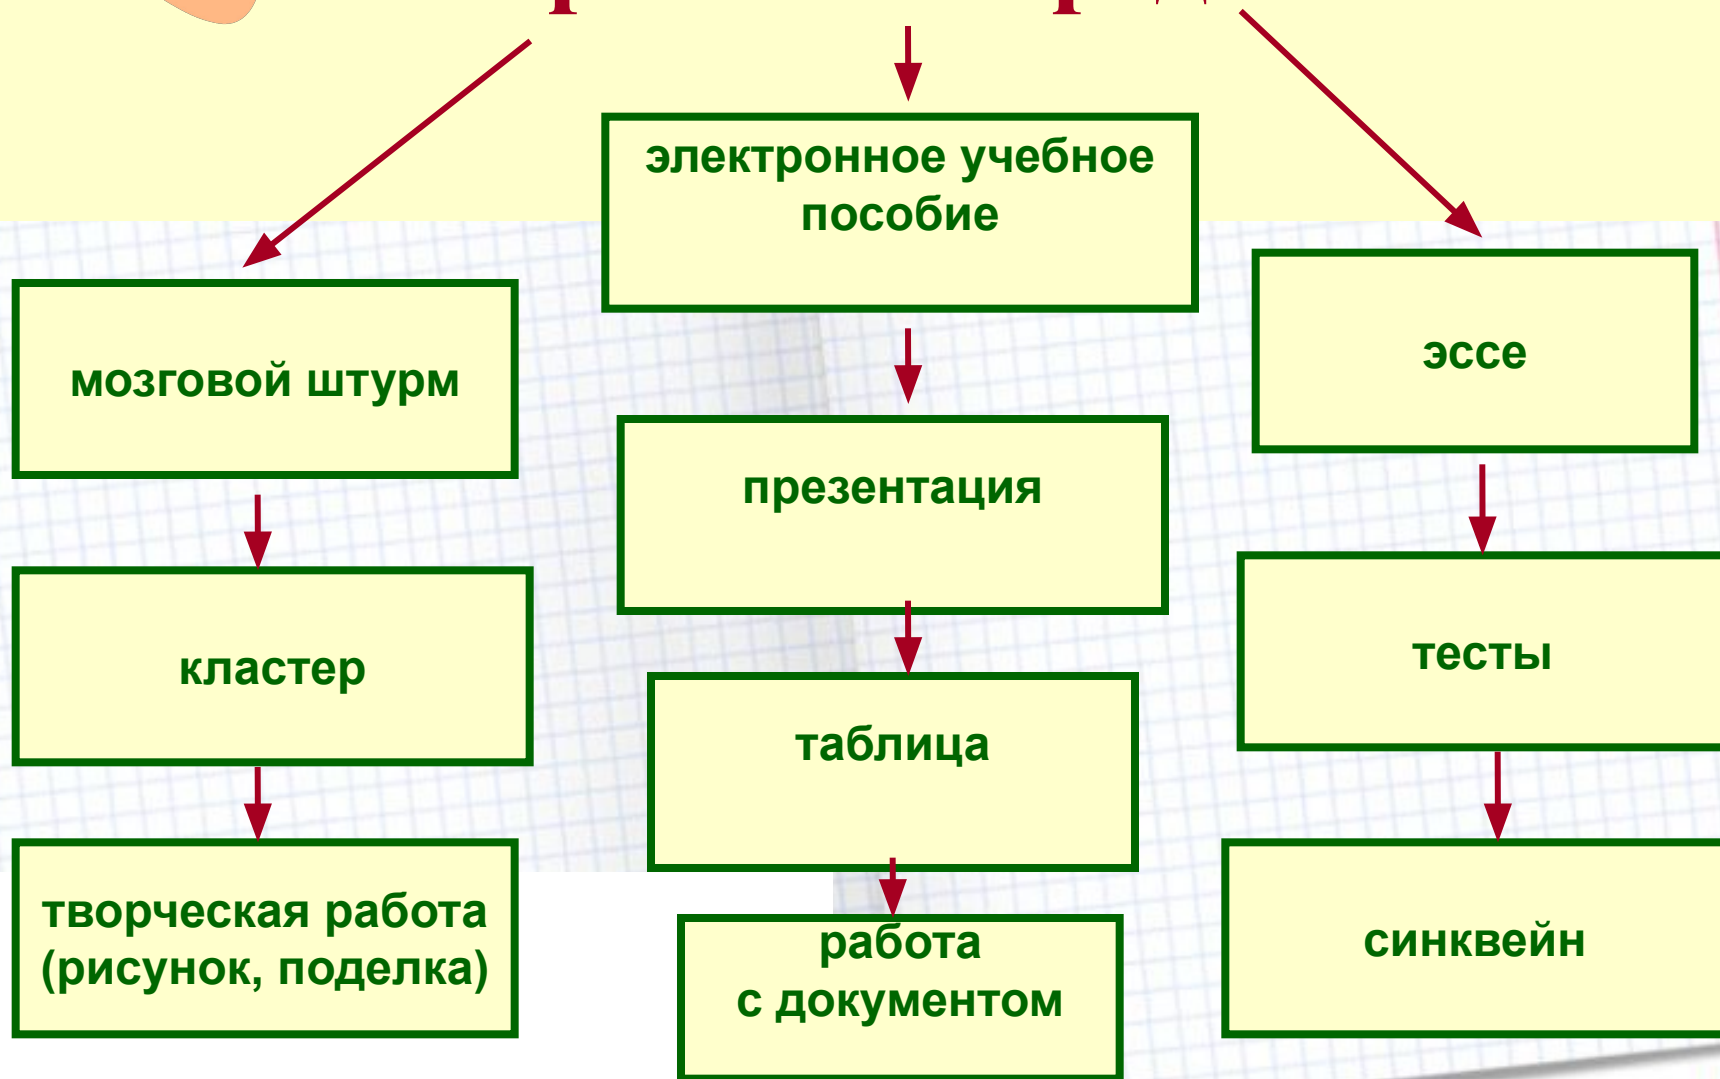 электронное учебное
пособие
мозговой штурм
эссе
презентация
кластер
тесты
таблица
творческая работа
(рисунок, поделка)
работа
с документом
синквейн